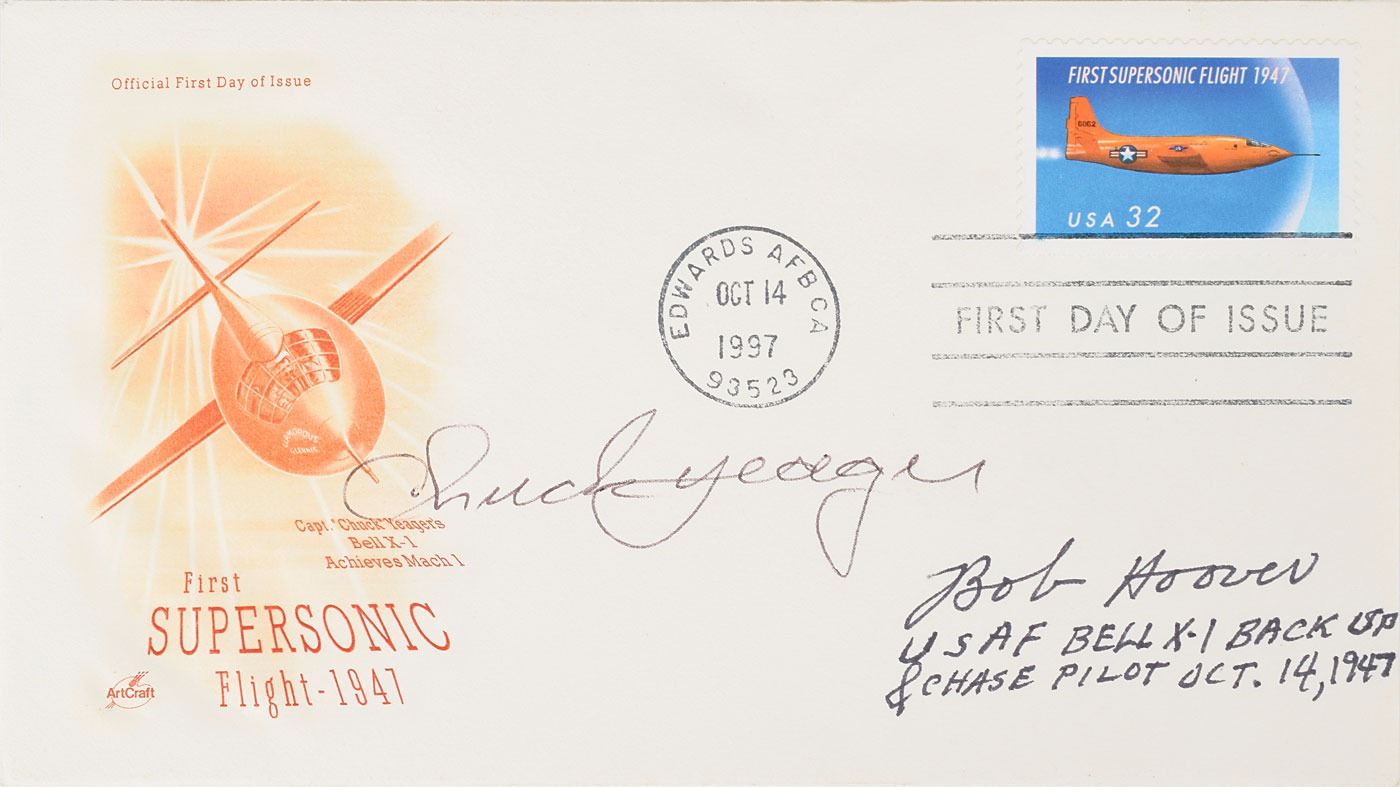 Official First Day of Issue
FIRST SUPERSONIC FLIGHT 1947
6062
USA 32
EDWARDS AFB CA
OCT 14
1997
93523
FIRST DAY OF ISSUE
GLAMOROUS
GLENNIS
Chuck Yeager
Capt. "Chuck" Yeager's
Bell X-1
Achieves Mach 1
First
SUPERSONIC
Flight-1947
ArtCraft
Bob Hoover
USAF BELL X-1 BACK UP
& CHASE PILOT OCT. 14, 1947